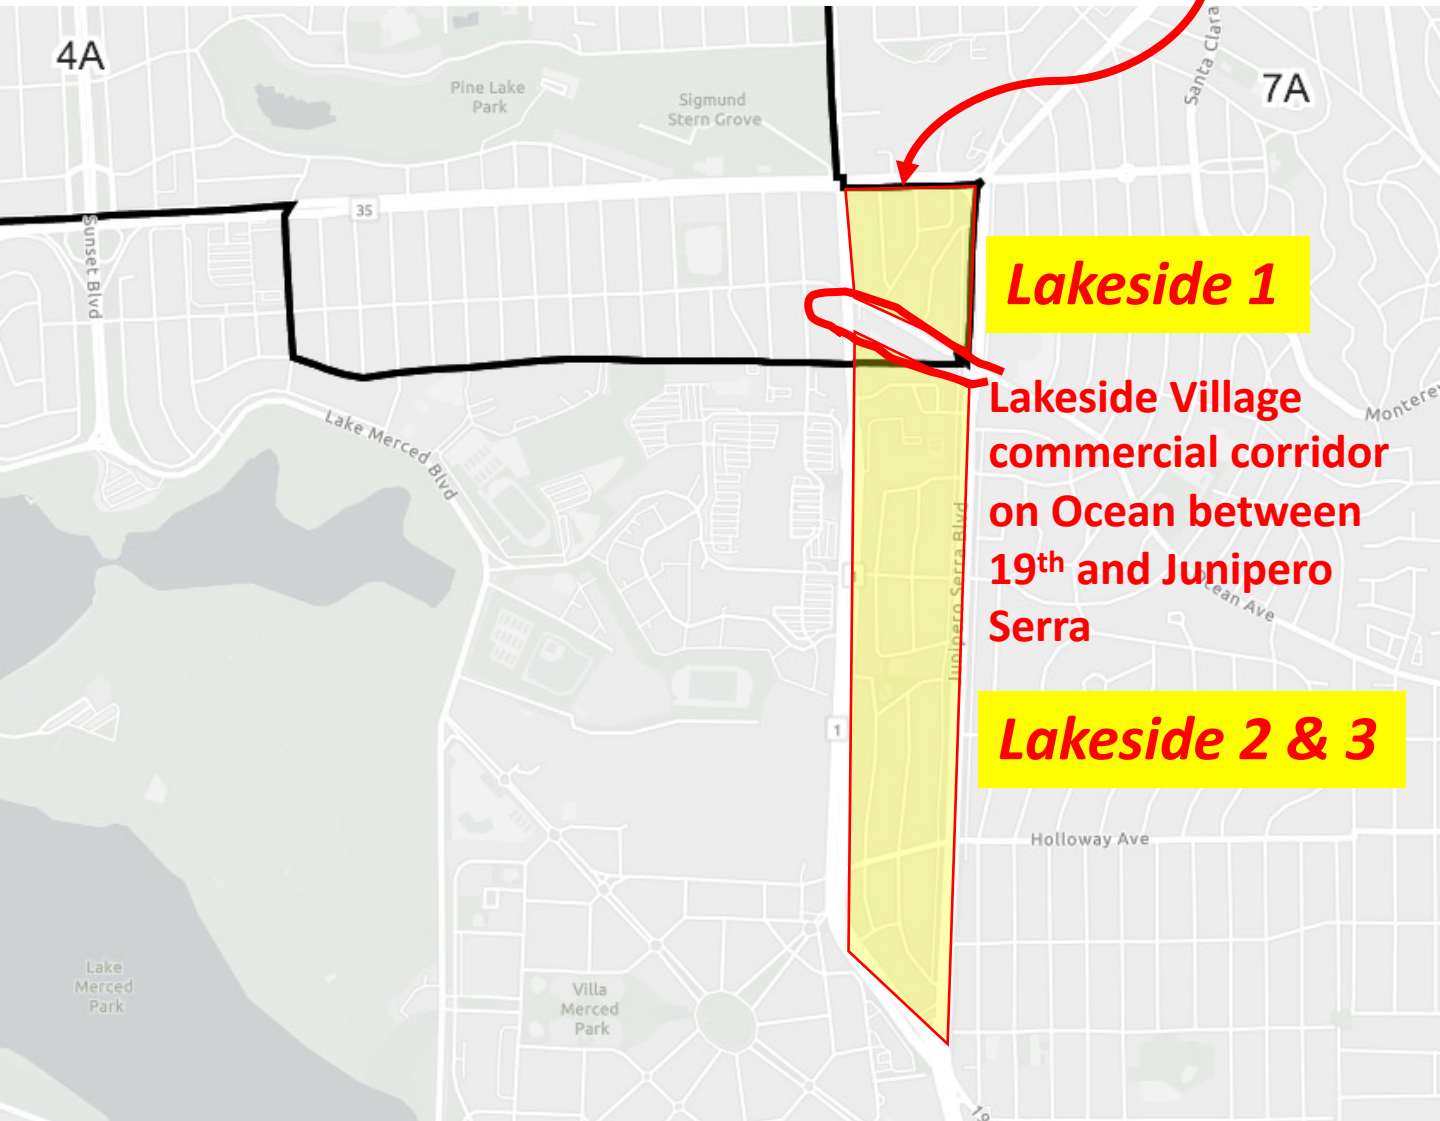 4A
Pine Lake
Park
Sigmund
Stern Grove
Santa Clara
7A
35
Sunset Blvd
Lakeside 1
Lake Merced Blvd
Monterey
Lakeside Village
commercial corridor
on Ocean between
19th and Junipero
Serra
Ocean Ave
Junipero Serra Blvd
1
Lakeside 2 & 3
Holloway Ave
Lake
Merced
Park
Villa
Merced
Park
19